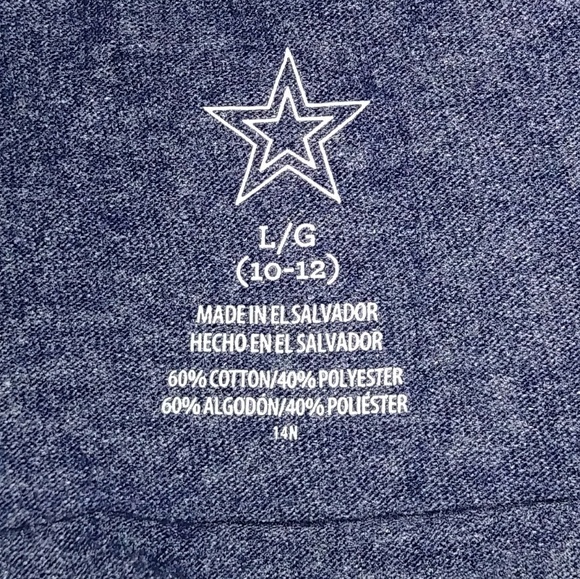 L/G
(10-12)
MADE IN EL SALVADOR
HECHO EN EL SALVADOR
60% COTTON/40% POLYESTER
60% ALGODÓN/40% POLIÉSTER
14N